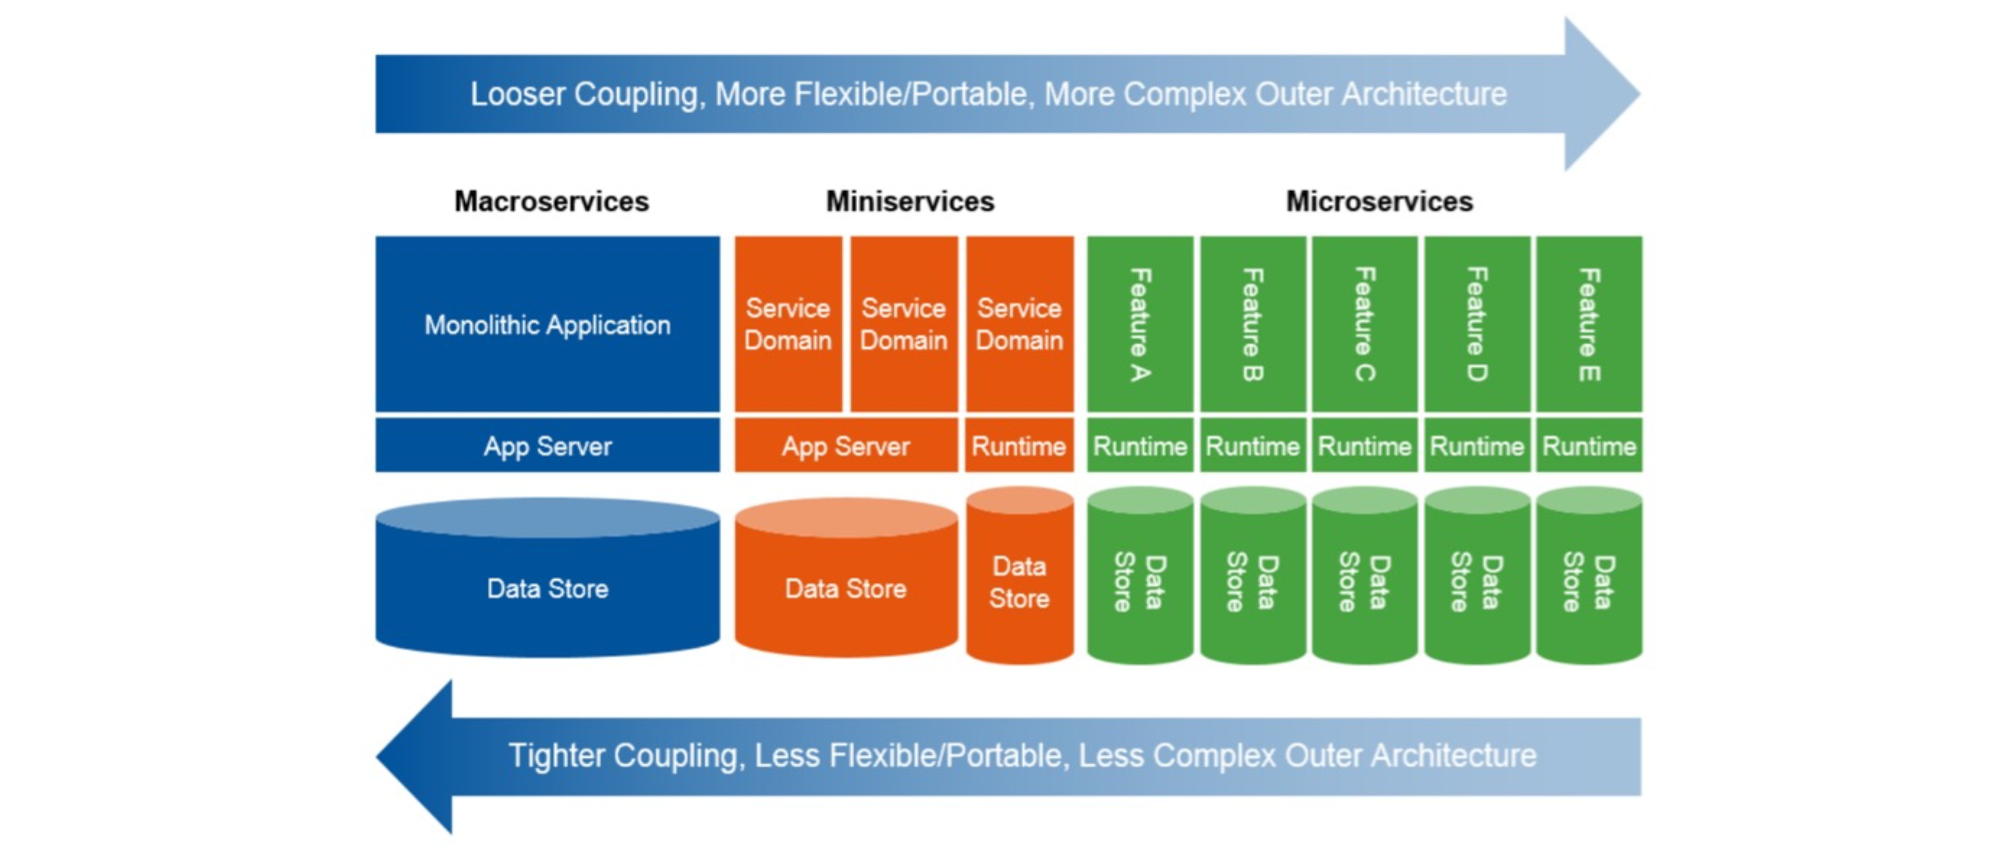 Looser Coupling, More Flexible/Portable, More Complex Outer Architecture
Macroservices
Miniservices
Microservices
Monolithic Application
Service
Domain
Service
Domain
Service
Domain
Feature A
Feature B
Feature C
Feature D
Feature E
App Server
App Server
Runtime
Runtime
Runtime
Runtime
Runtime
Runtime
Data Store
Data Store
Data
Store
Data
Store
Data
Store
Data
Store
Data
Store
Data
Store
Tighter Coupling, Less Flexible/Portable, Less Complex Outer Architecture